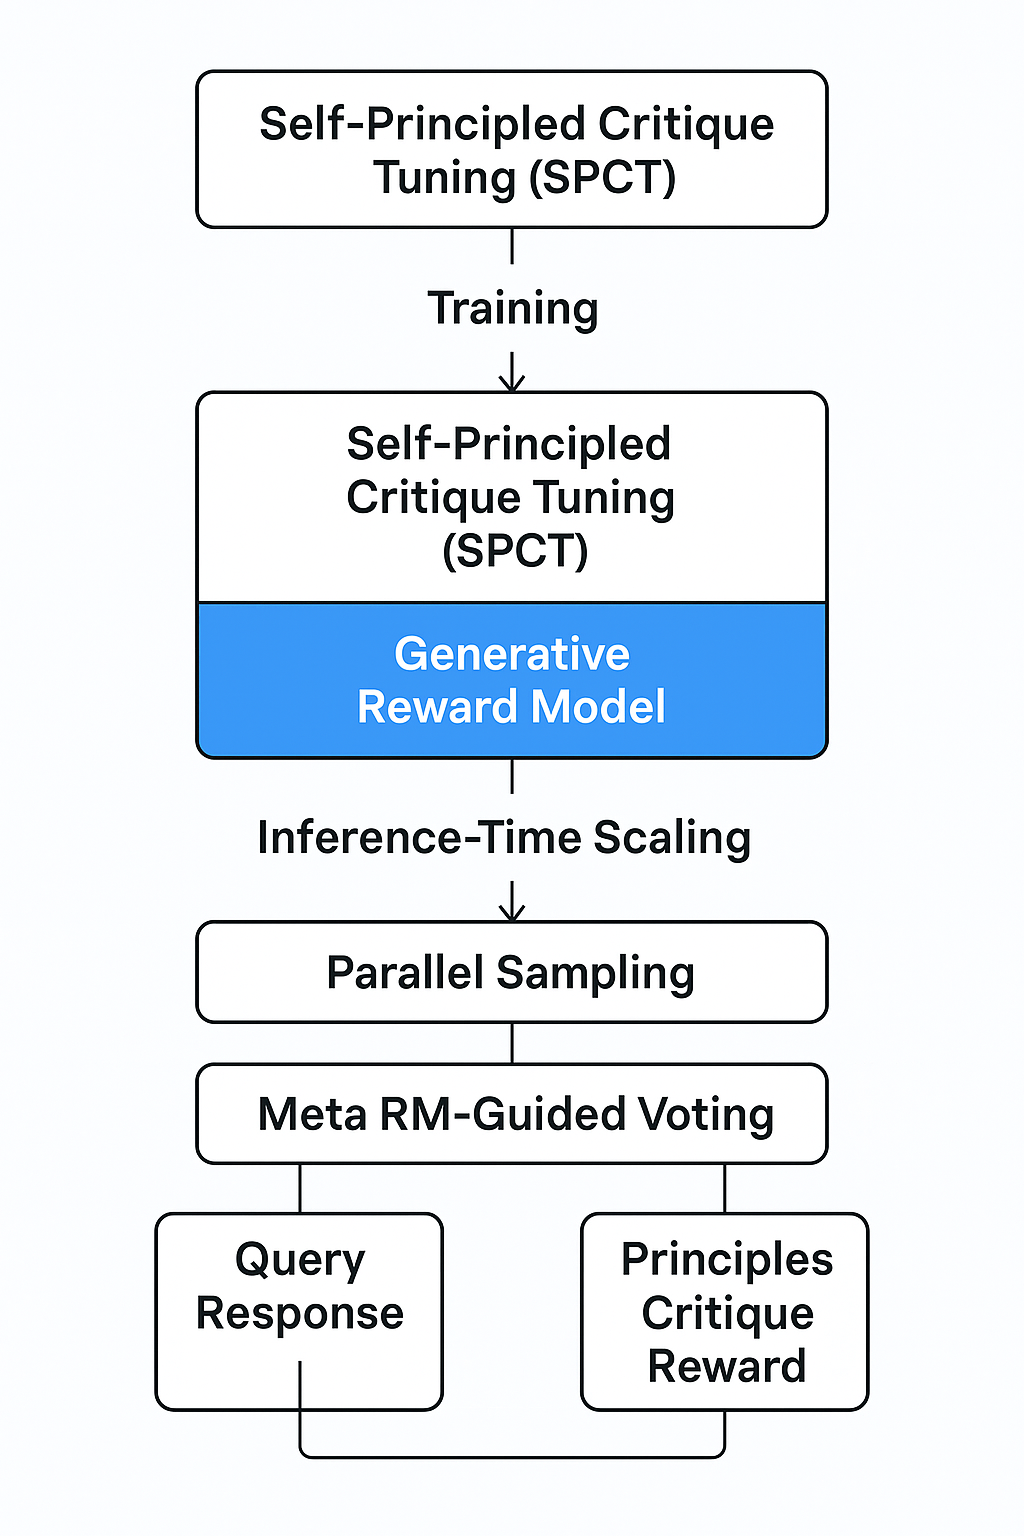 Self-Principled Critique
Tuning (SPCT)
Training
Self-Principled
Critique Tuning
(SPCT)
Generative
Reward Model
Inference-Time Scaling
Parallel Sampling
Meta RM-Guided Voting
Query
Response
Principles
Critique
Reward